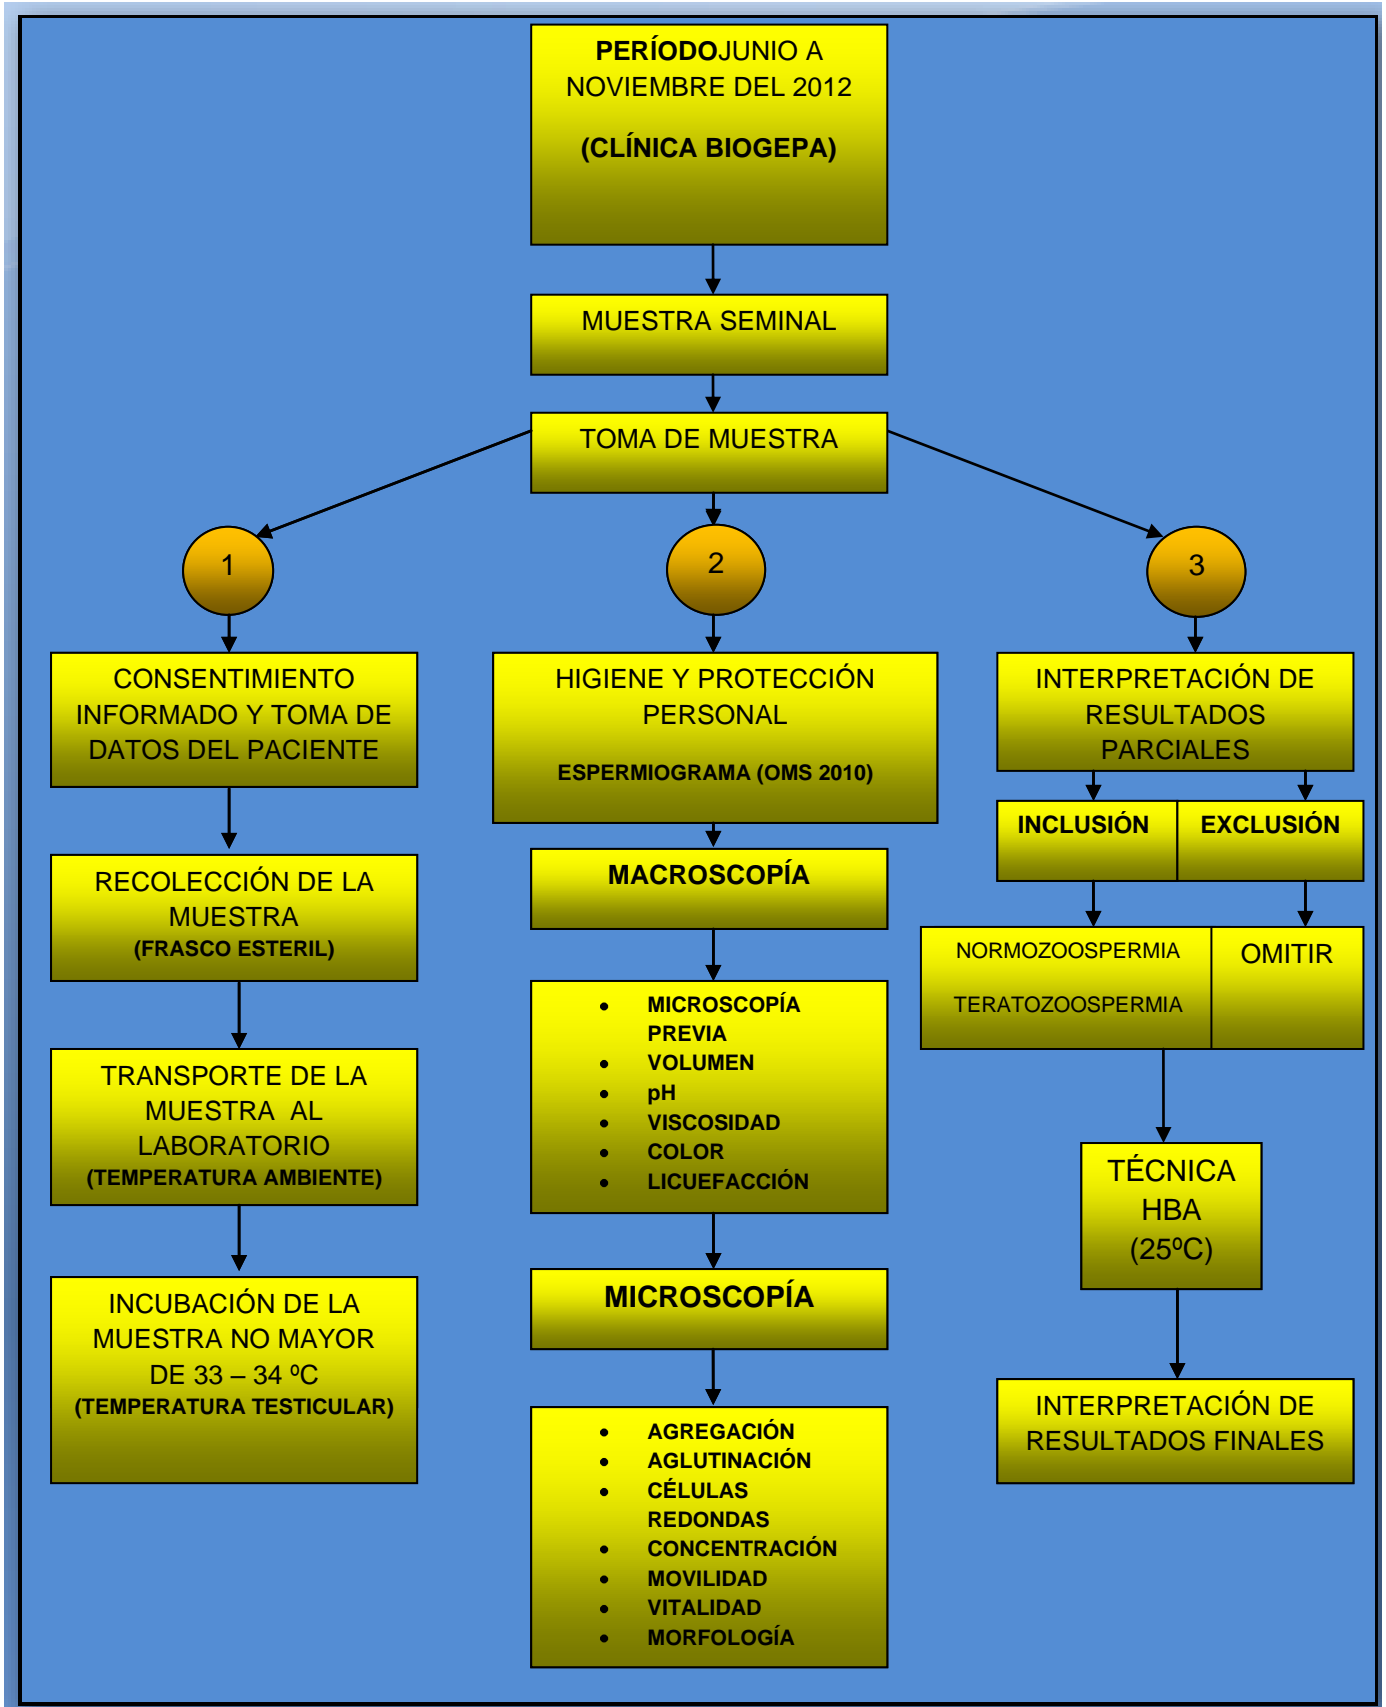 PERÍODOJUNIO A
NOVIEMBRE DEL 2012
(CLÍNICA BIOGEPA)
MUESTRA SEMINAL
TOMA DE MUESTRA
1
CONSENTIMIENTO
INFORMADO Y TOMA DE
DATOS DEL PACIENTE
RECOLECCIÓN DE LA
MUESTRA
(FRASCO ESTERIL)
TRANSPORTE DE LA
MUESTRA AL
LABORATORIO
(TEMPERATURA AMBIENTE)
INCUBACIÓN DE LA
MUESTRA NO MAYOR
DE 33 – 34 ºC
(TEMPERATURA TESTICULAR)
2
HIGIENE Y PROTECCIÓN
PERSONAL
ESPERMIOGRAMA (OMS 2010)
MACROSCOPÍA
• MICROSCOPÍA
PREVIA
• VOLUMEN
• pH
• VISCOSIDAD
• COLOR
• LICUEFACCIÓN
MICROSCOPÍA
• AGREGACIÓN
• AGLUTINACIÓN
• CÉLULAS
REDONDAS
• CONCENTRACIÓN
• MOVILIDAD
• VITALIDAD
• MORFOLOGÍA
3
INTERPRETACIÓN DE
RESULTADOS
PARCIALES
INCLUSIÓN
EXCLUSIÓN
NORMOZOOSPERMIA
TERATOZOOSPERMIA
OMITIR
TÉCNICA
HBA
(25ºC)
INTERPRETACIÓN DE
RESULTADOS FINALES